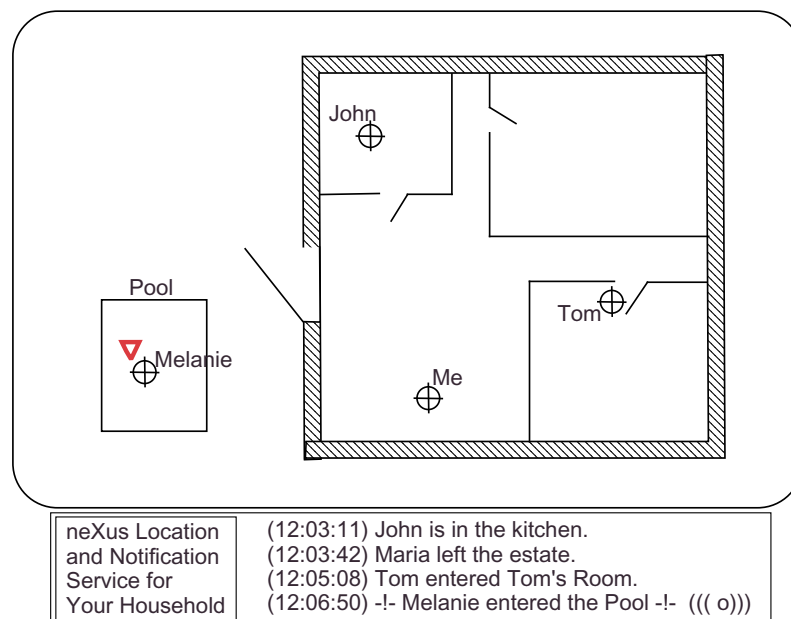 John
Pool
Tom
Melanie
Me
neXus Location
and Notification
Service for
Your Household
(12:03:11) John is in the kitchen.
(12:03:42) Maria left the estate.
(12:05:08) Tom entered Tom's Room.
(12:06:50) -!- Melanie entered the Pool -!- ((( o)))